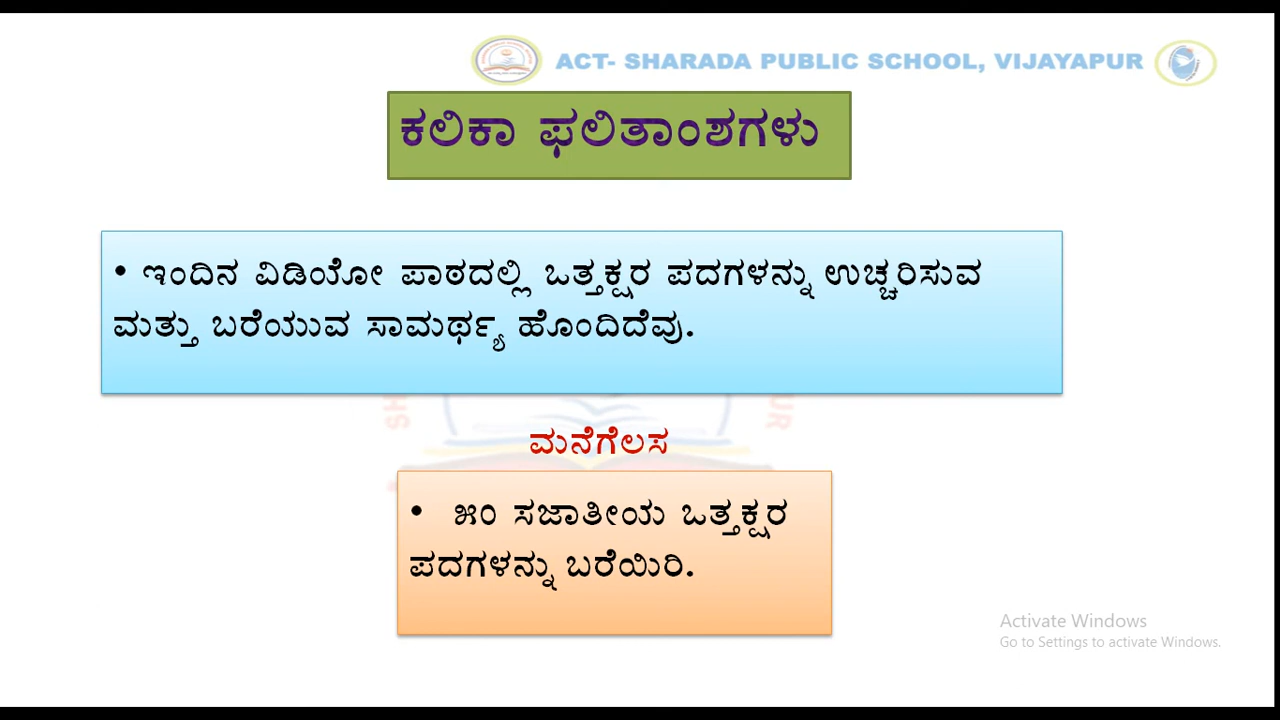 ACT- SHARADA PUBLIC SCHOOL, VIJAYAPUR
ಕಲಿಕಾ ಫಲಿತಾಂಶಗಳು
• ಇಂದಿನ ವಿಡಿಯೋ ಪಾಠದಲ್ಲಿ ಒತ್ತಕ್ಷರ ಪದಗಳನ್ನು ಉಚ್ಚರಿಸುವ
ಮತ್ತು ಬರೆಯುವ ಸಾಮರ್ಥ್ಯ ಹೊಂದಿದೆವು.
ಮನೆಗೆಲಸ
• ೫೦ ಸಜಾತೀಯ ಒತ್ತಕ್ಷರ
ಪದಗಳನ್ನು ಬರೆಯಿರಿ.
Activate Windows
Go to Settings to activate Windows.